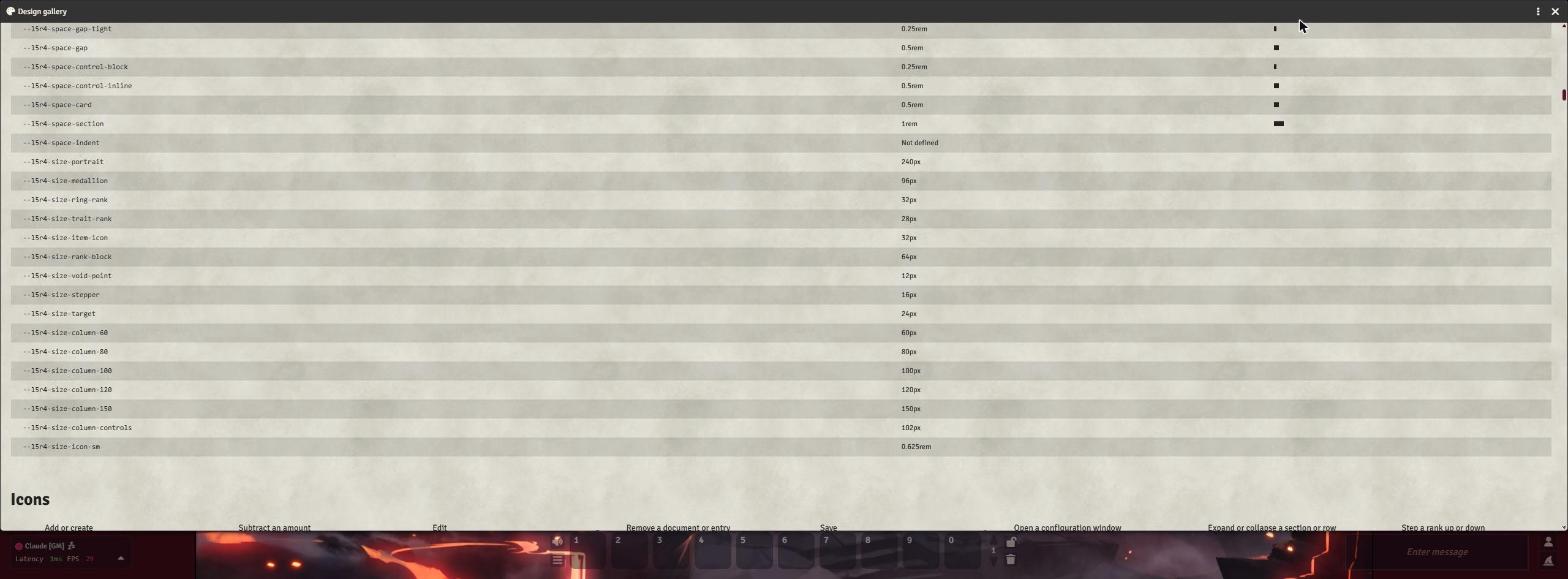 Design gallery
--l5r4-space-gap-tight 0.25rem
--l5r4-space-gap 0.5rem
--l5r4-space-control-block 0.25rem
--l5r4-space-control-inline 0.5rem
--l5r4-space-card 0.5rem
--l5r4-space-section 1rem
--l5r4-space-indent Not defined
--l5r4-size-portrait 240px
--l5r4-size-medallion 96px
--l5r4-size-ring-rank 32px
--l5r4-size-trait-rank 28px
--l5r4-size-item-icon 32px
--l5r4-size-rank-block 64px
--l5r4-size-void-point 12px
--l5r4-size-stepper 16px
--l5r4-size-target 24px
--l5r4-size-column-60 60px
--l5r4-size-column-80 80px
--l5r4-size-column-100 100px
--l5r4-size-column-120 120px
--l5r4-size-column-150 150px
--l5r4-size-column-controls 102px
--l5r4-size-icon-sm 0.625rem
Icons
Add or create Subtract an amount Edit Remove a document or entry Save Open a configuration window Expand or collapse a section or row Step a rank up or down
Claude [GM]
1 2 3 4 5 6 7 8 9 0
1
Enter message
Latency 3ms FPS 29